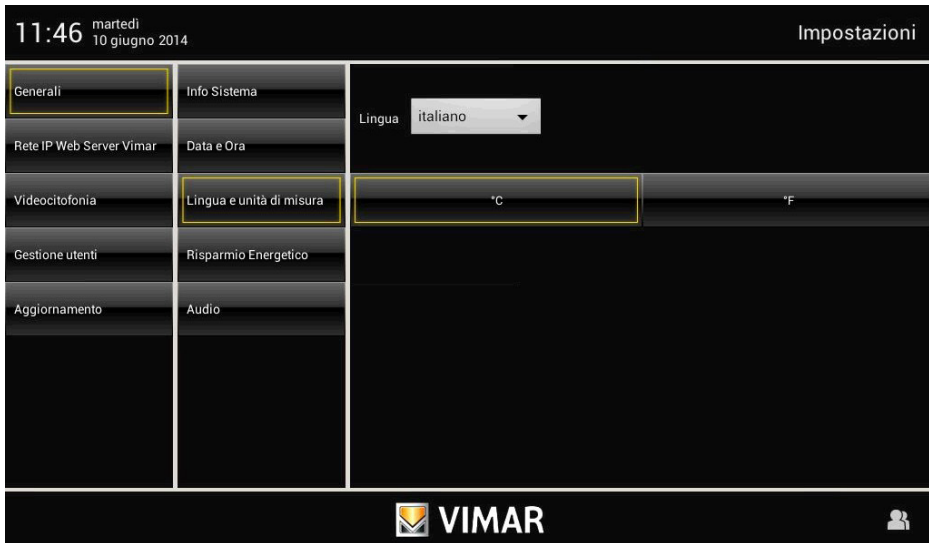 11:46
martedì
10 giugno 2014
Impostazioni
Generali
Rete IP Web Server Vimar
Videocitofonia
Gestione utenti
Aggiornamento
Info Sistema
Data e Ora
Lingua e unità di misura
Risparmio Energetico
Audio
Lingua
italiano
°C
°F
VIMAR